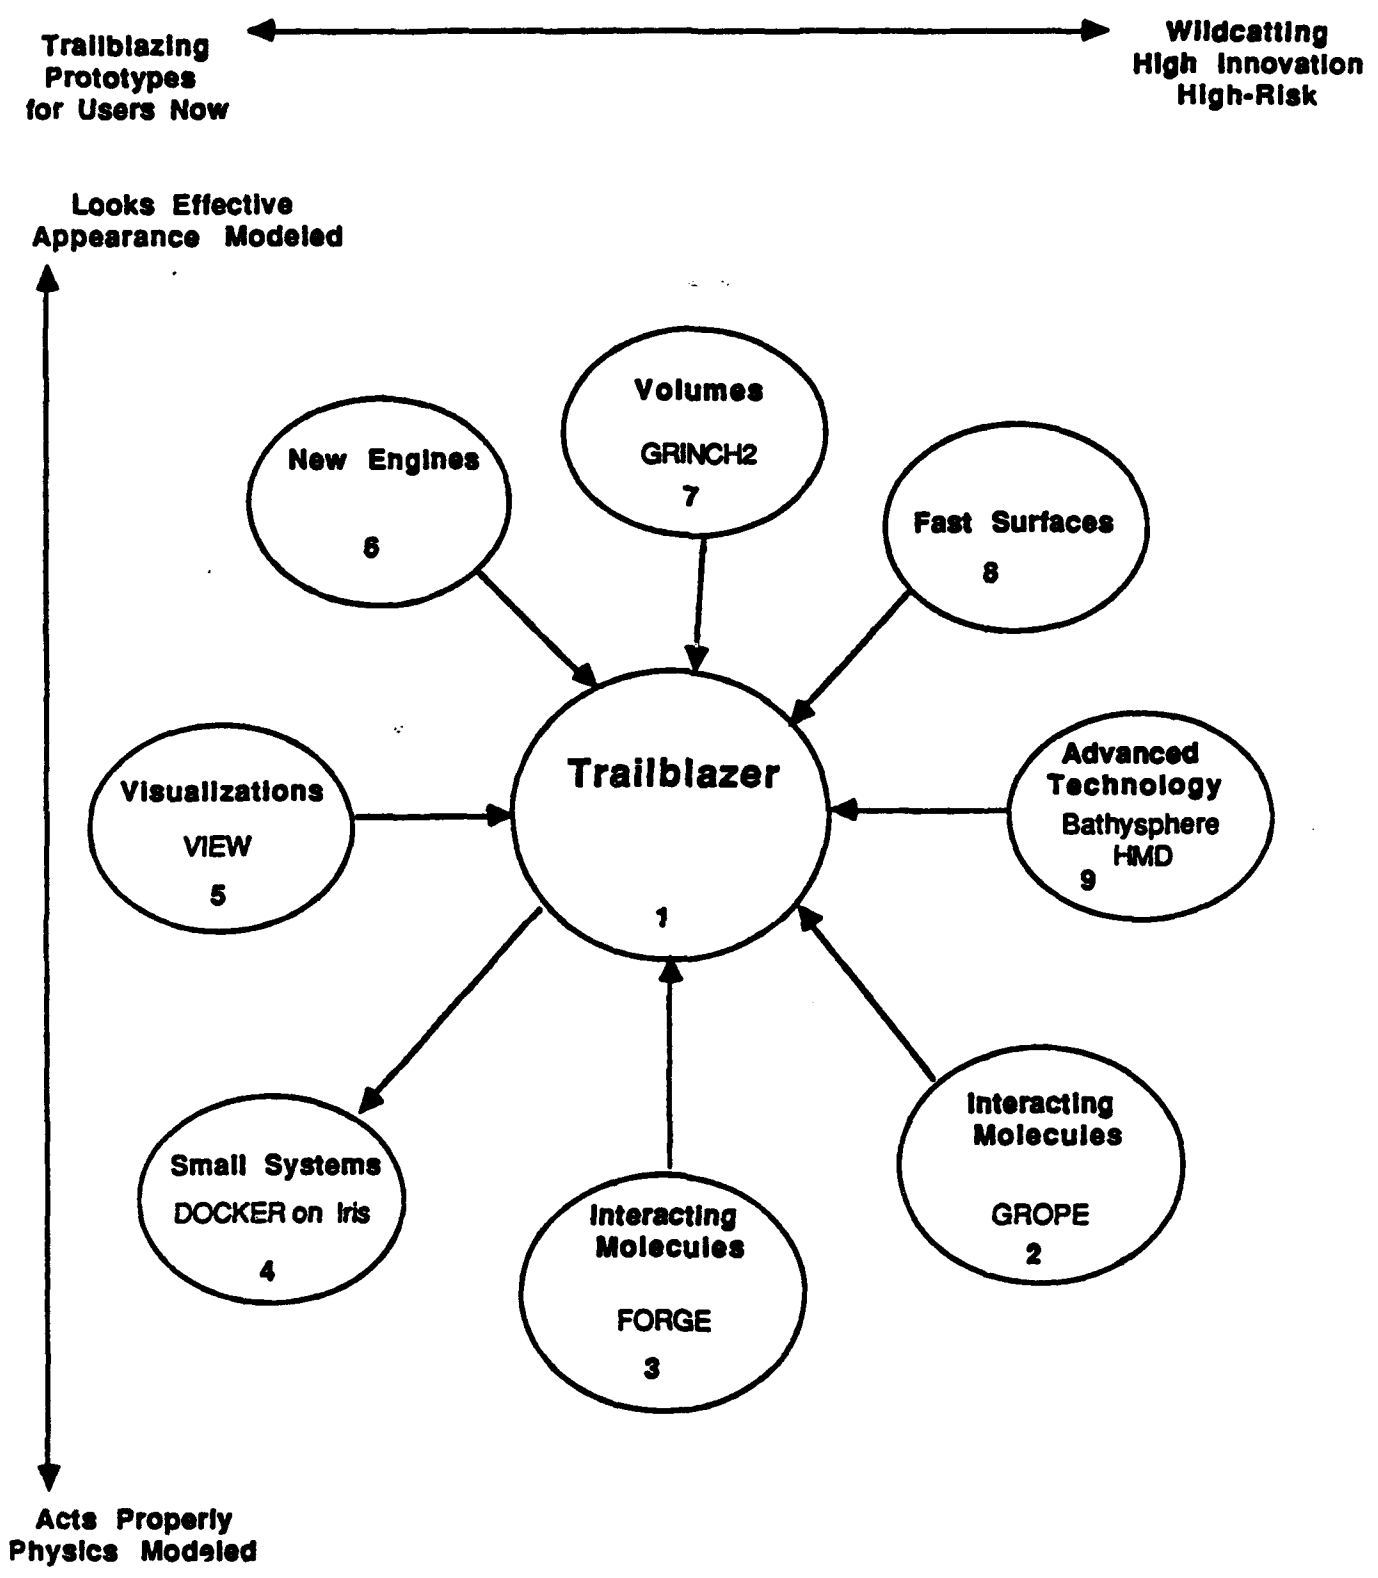 Trailblazing
Prototypes
for Users Now
Wildcatting
High Innovation
High-Risk
Looks Effective
Appearance Modeled
Volumes
GRINCH2
7
New Engines
6
Fast Surfaces
8
Trailblazer
1
Visualizations
VIEW
5
Advanced
Technology
Bathysphere
HMD
9
Small Systems
DOCKER on Iris
4
Interacting
Molecules
FORGE
3
Interacting
Molecules
GROPE
2
Acts Properly
Physics Modeled